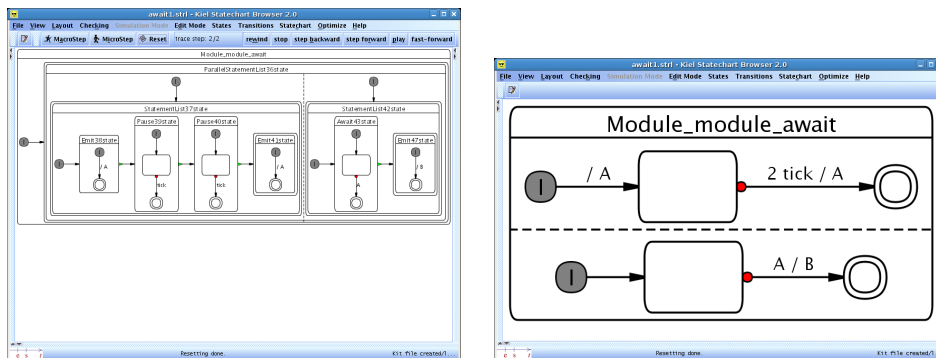 await1.strl - Kiel Statechart Browser 2.0
File View Layout Checking Simulation Mode Edit Mode States Transitions Statechart Optimize Help
MacroStep MicroStep Reset trace step: 2/2 rewind stop step backward step forward play fast-forward
Module_module_await
ParallelStatementList36state
I I
StatementList37state StatementList42state
Pause39state Pause40state Await43state
Emit38state Emit41state Emit47state
I I I I I I
I / A / A I / B
tick tick A
Resetting done. Kit file created/l...
e s t
await1.strl - Kiel Statechart Browser 2.0
File View Layout Checking Simulation Mode Edit Mode States Transitions Statechart Optimize Help
Module_module_await
I / A 2 tick / A
I A / B
Resetting done. Kit file created/l
e s t